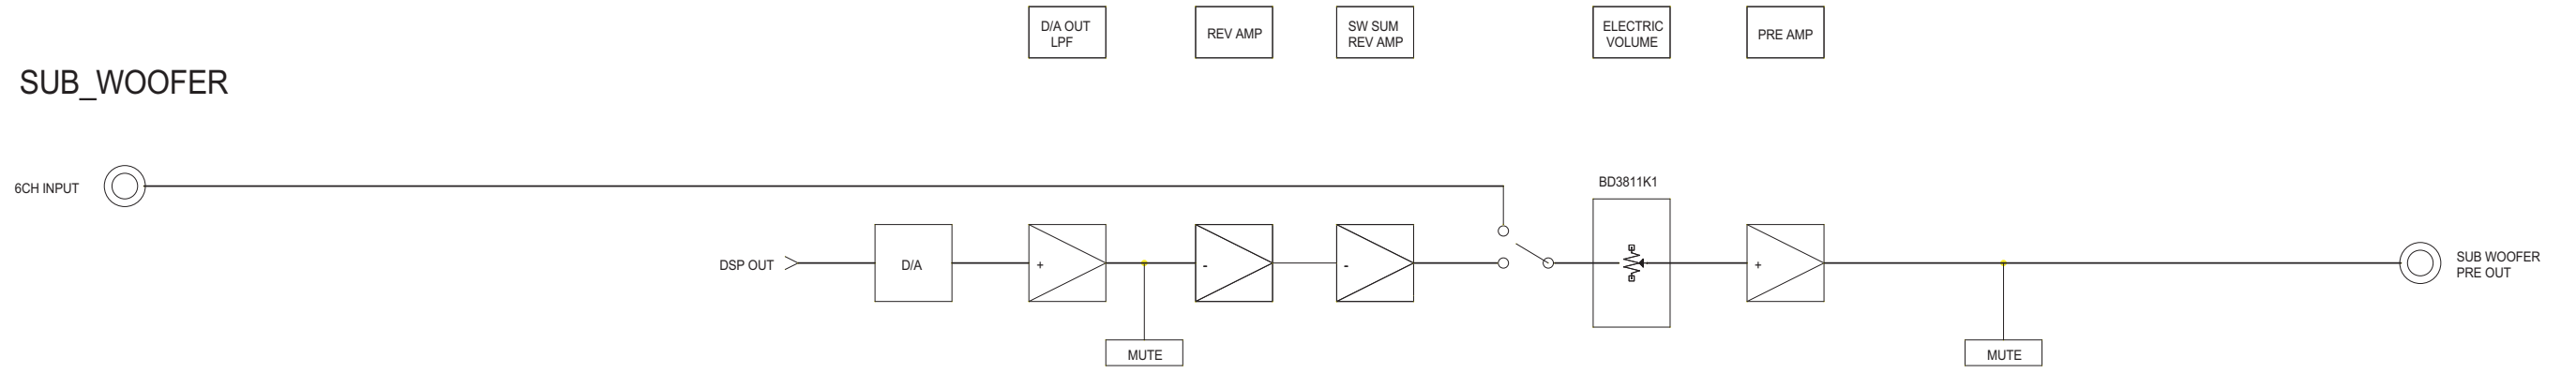 D/A OUT
LPF
REV AMP
SW SUM
REV AMP
ELECTRIC
VOLUME
PRE AMP
SUB_WOOFER
6CH INPUT
BD3811K1
DSP OUT
D/A
+
-
-
+
SUB WOOFER
PRE OUT
MUTE
MUTE